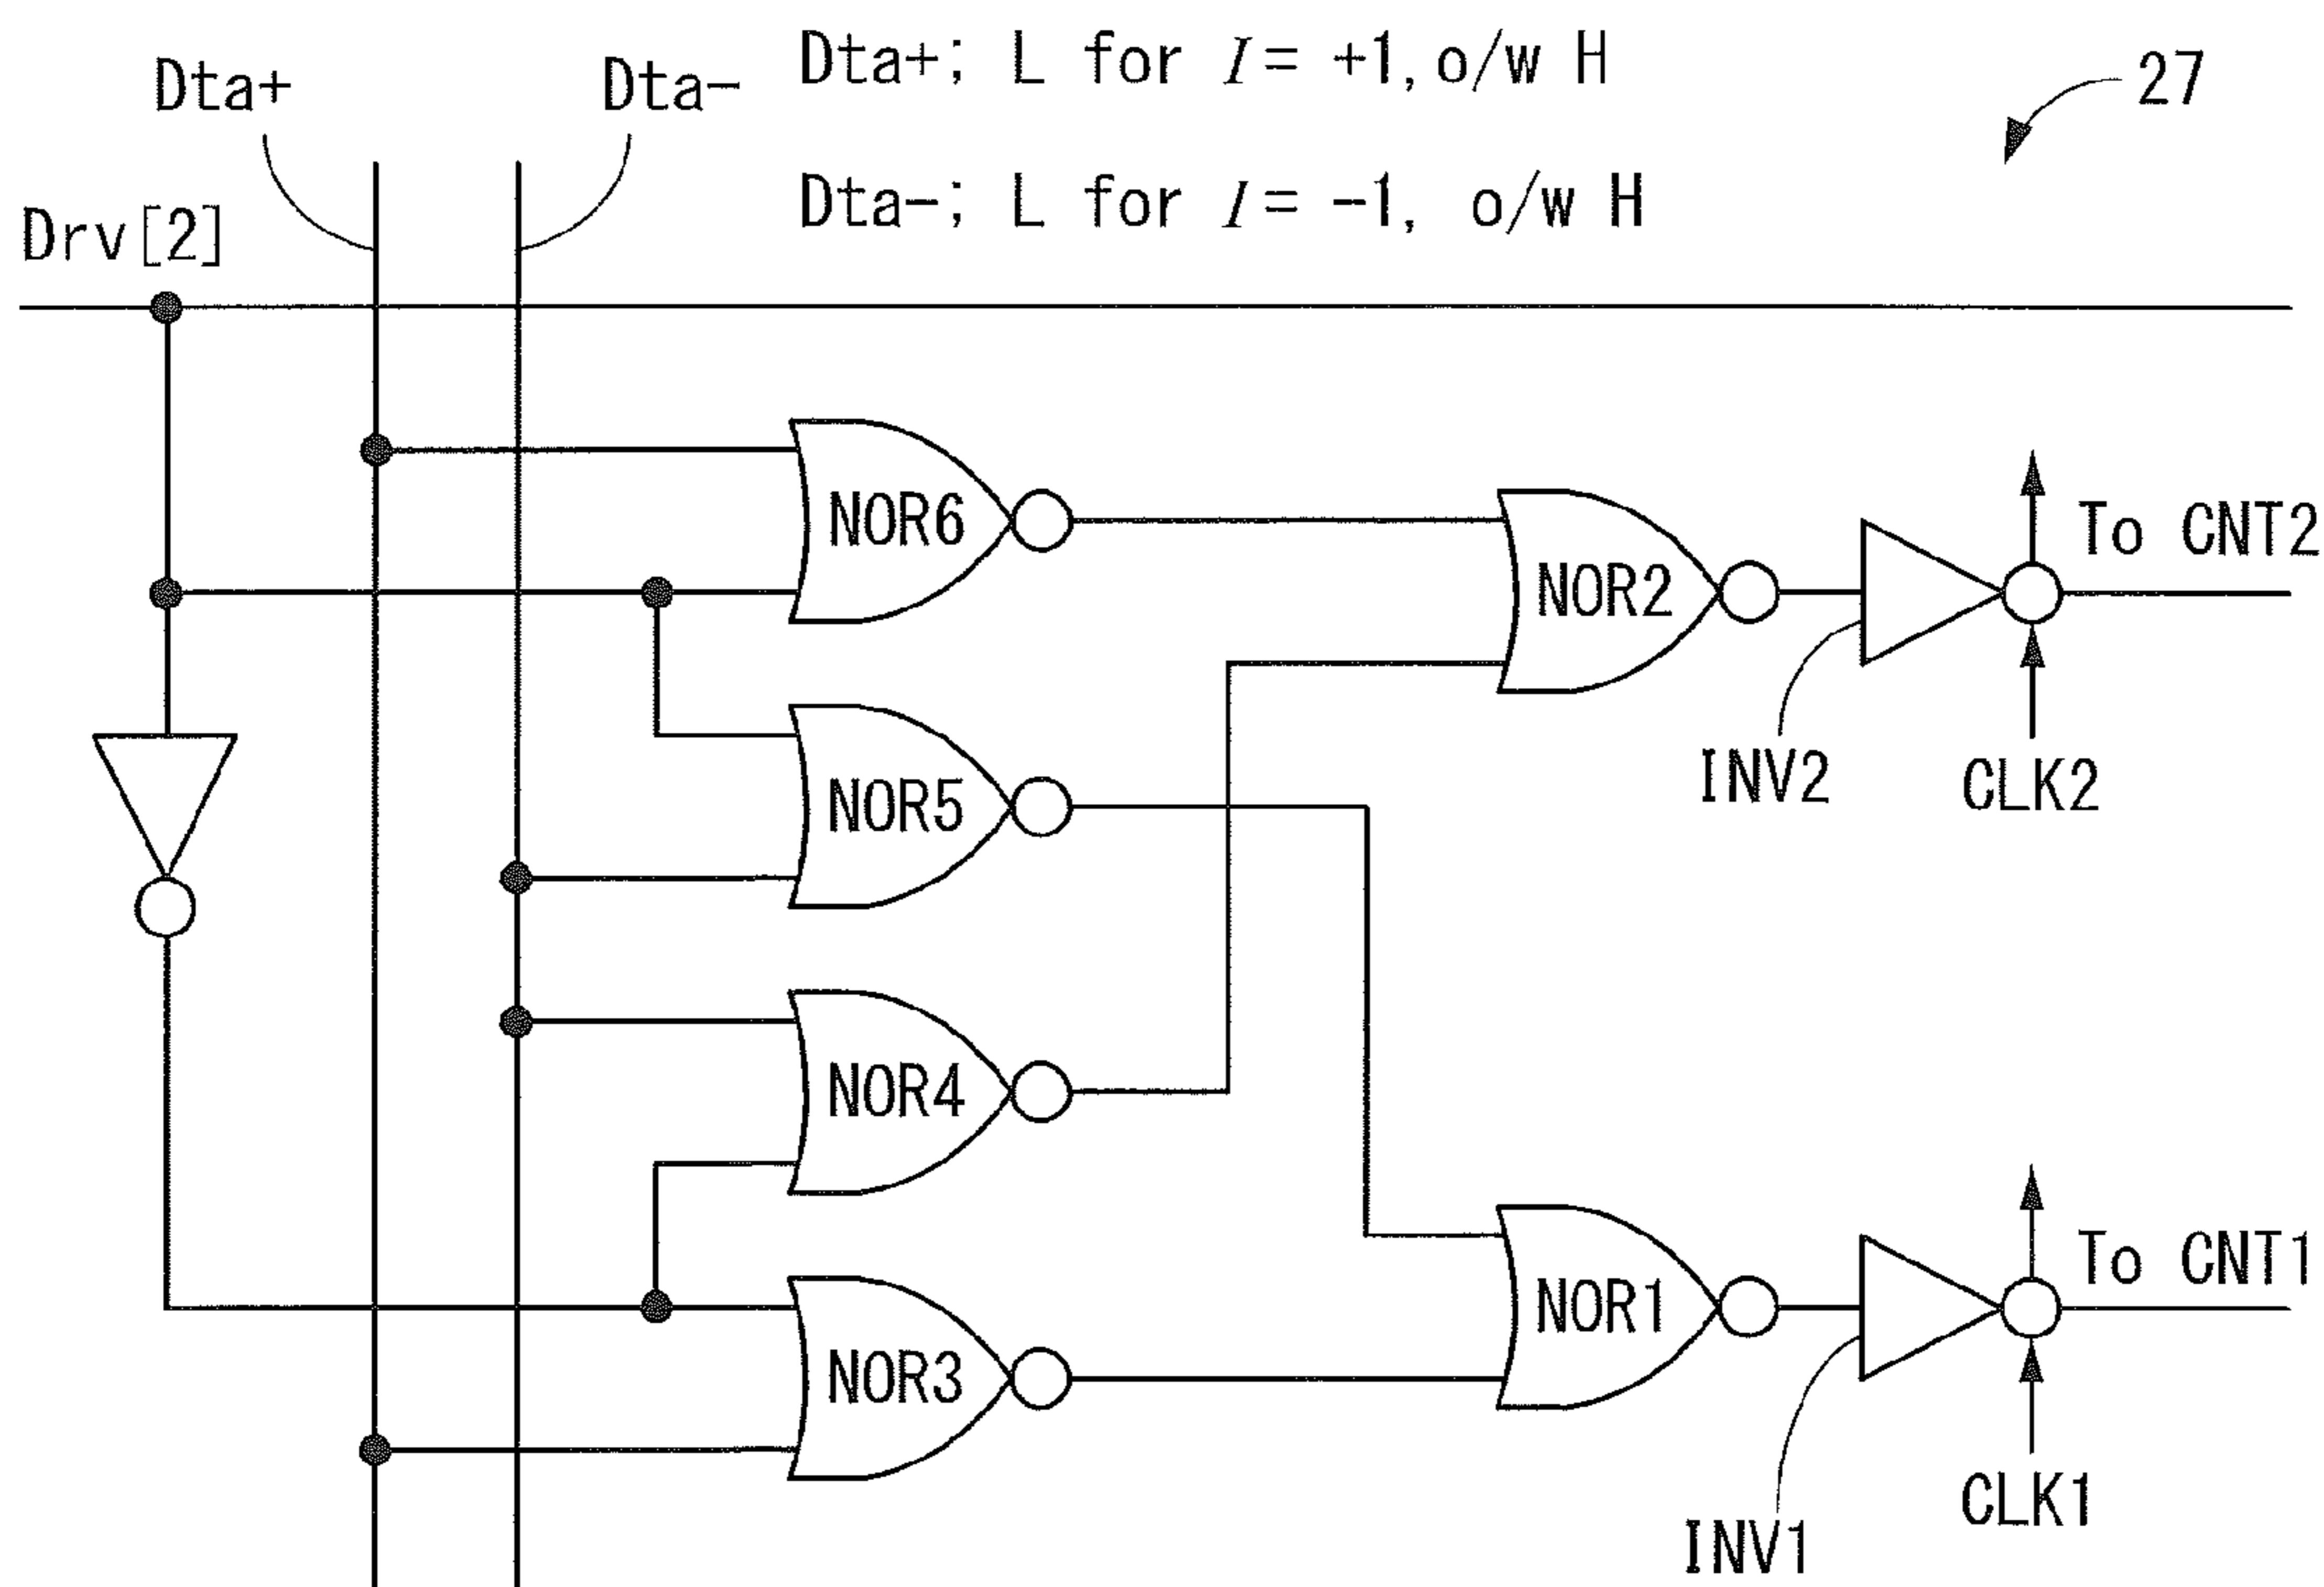 Dta+
Dta-
Dta+; L for I= +1, o/w H
27
Dta-; L for I= -1, o/w H
Drv[2]
NOR6
NOR2
To CNT2
NOR5
INV2
CLK2
NOR4
NOR1
To CNT1
NOR3
CLK1
INV1